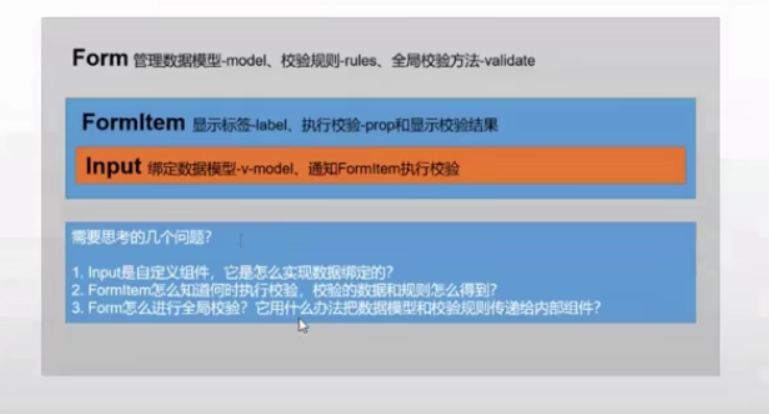 Form 管理数据模型-model、校验规则-rules、全局校验方法-validate
FormItem 显示标签-label、执行校验-prop和显示校验结果
Input 绑定数据模型-v-model、通知FormItem执行校验
需要思考的几个问题？
1. Input是自定义组件，它是怎么实现数据绑定的？
2. FormItem怎么知道何时执行校验，校验的数据和规则怎么得到？
3. Form怎么进行全局校验？它用什么办法把数据模型和校验规则传递给内部组件？